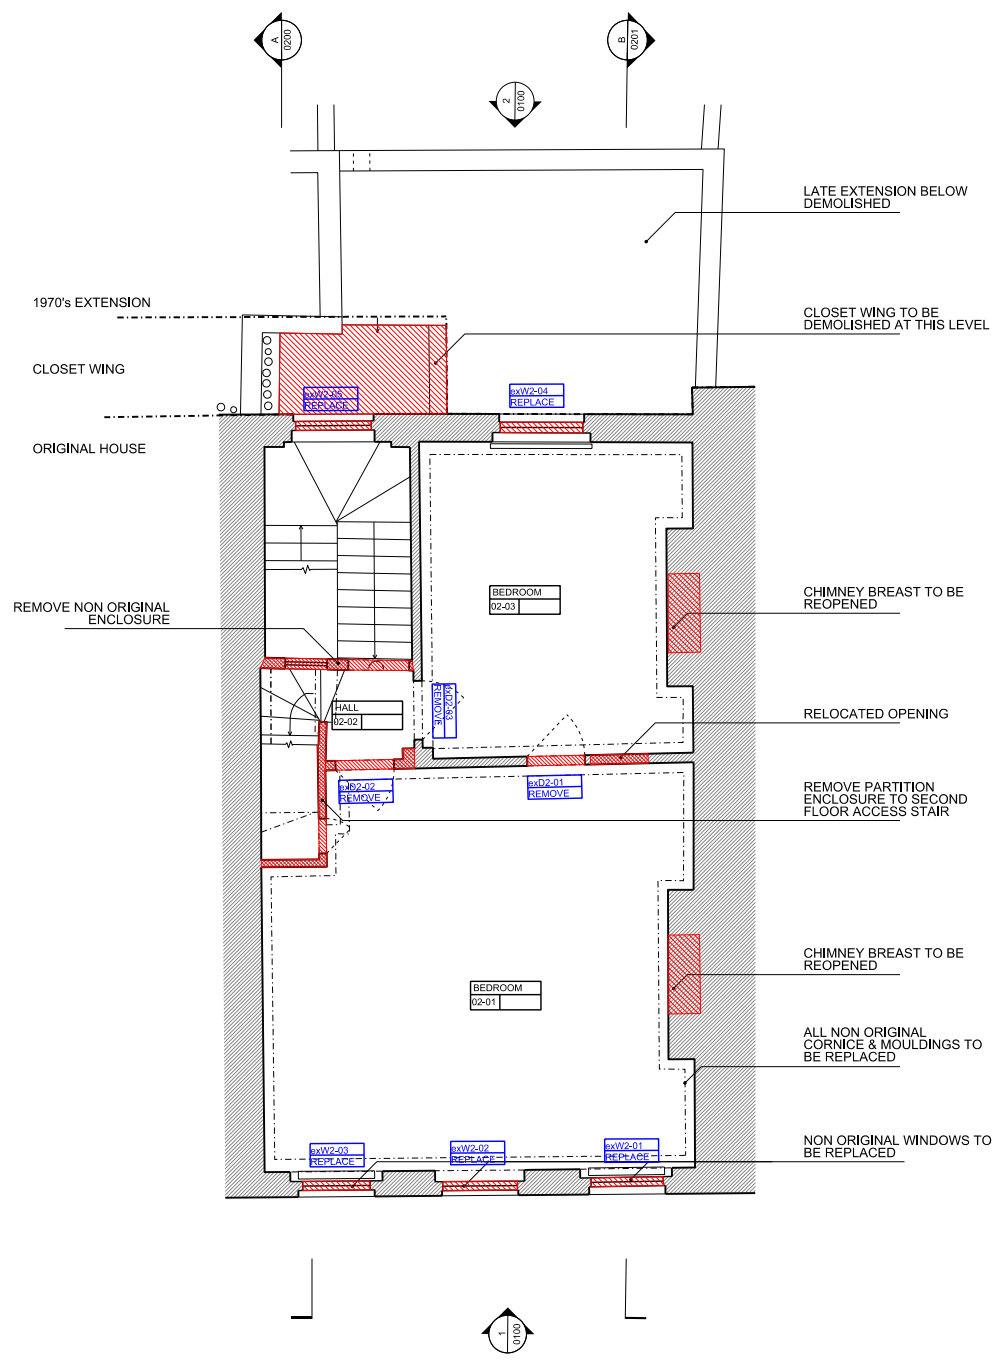 A
0200
B
0201
2
0100
LATE EXTENSION BELOW
DEMOLISHED
1970's EXTENSION
CLOSET WING TO BE
DEMOLISHED AT THIS LEVEL
CLOSET WING
exW2-05
REPLACE
exW2-04
REPLACE
ORIGINAL HOUSE
BEDROOM
02-03
CHIMNEY BREAST TO BE
REOPENED
REMOVE NON ORIGINAL
ENCLOSURE
HALL
02-02
exD2-03
REMOVE
RELOCATED OPENING
exD2-02
REMOVE
exD2-01
REMOVE
REMOVE PARTITION
ENCLOSURE TO SECOND
FLOOR ACCESS STAIR
CHIMNEY BREAST TO BE
REOPENED
BEDROOM
02-01
ALL NON ORIGINAL
CORNICE & MOULDINGS TO
BE REPLACED
exW2-03
REPLACE
exW2-02
REPLACE
exW2-01
REPLACE
NON ORIGINAL WINDOWS TO
BE REPLACED
1
0100